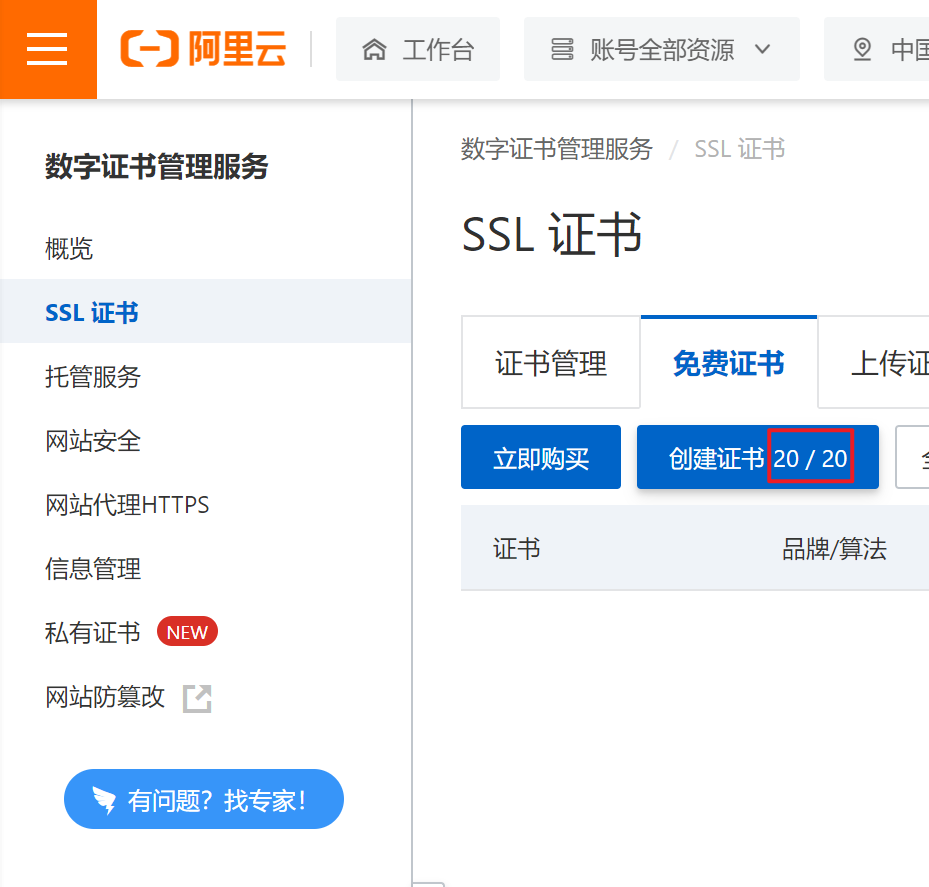 阿里云
工作台
账号全部资源
中国
数字证书管理服务
概览
SSL 证书
托管服务
网站安全
网站代理HTTPS
信息管理
私有证书 NEW
网站防篡改
有问题？找专家！
数字证书管理服务 / SSL 证书
SSL 证书
证书管理
免费证书
上传证
立即购买
创建证书 20 / 20
证书
品牌/算法